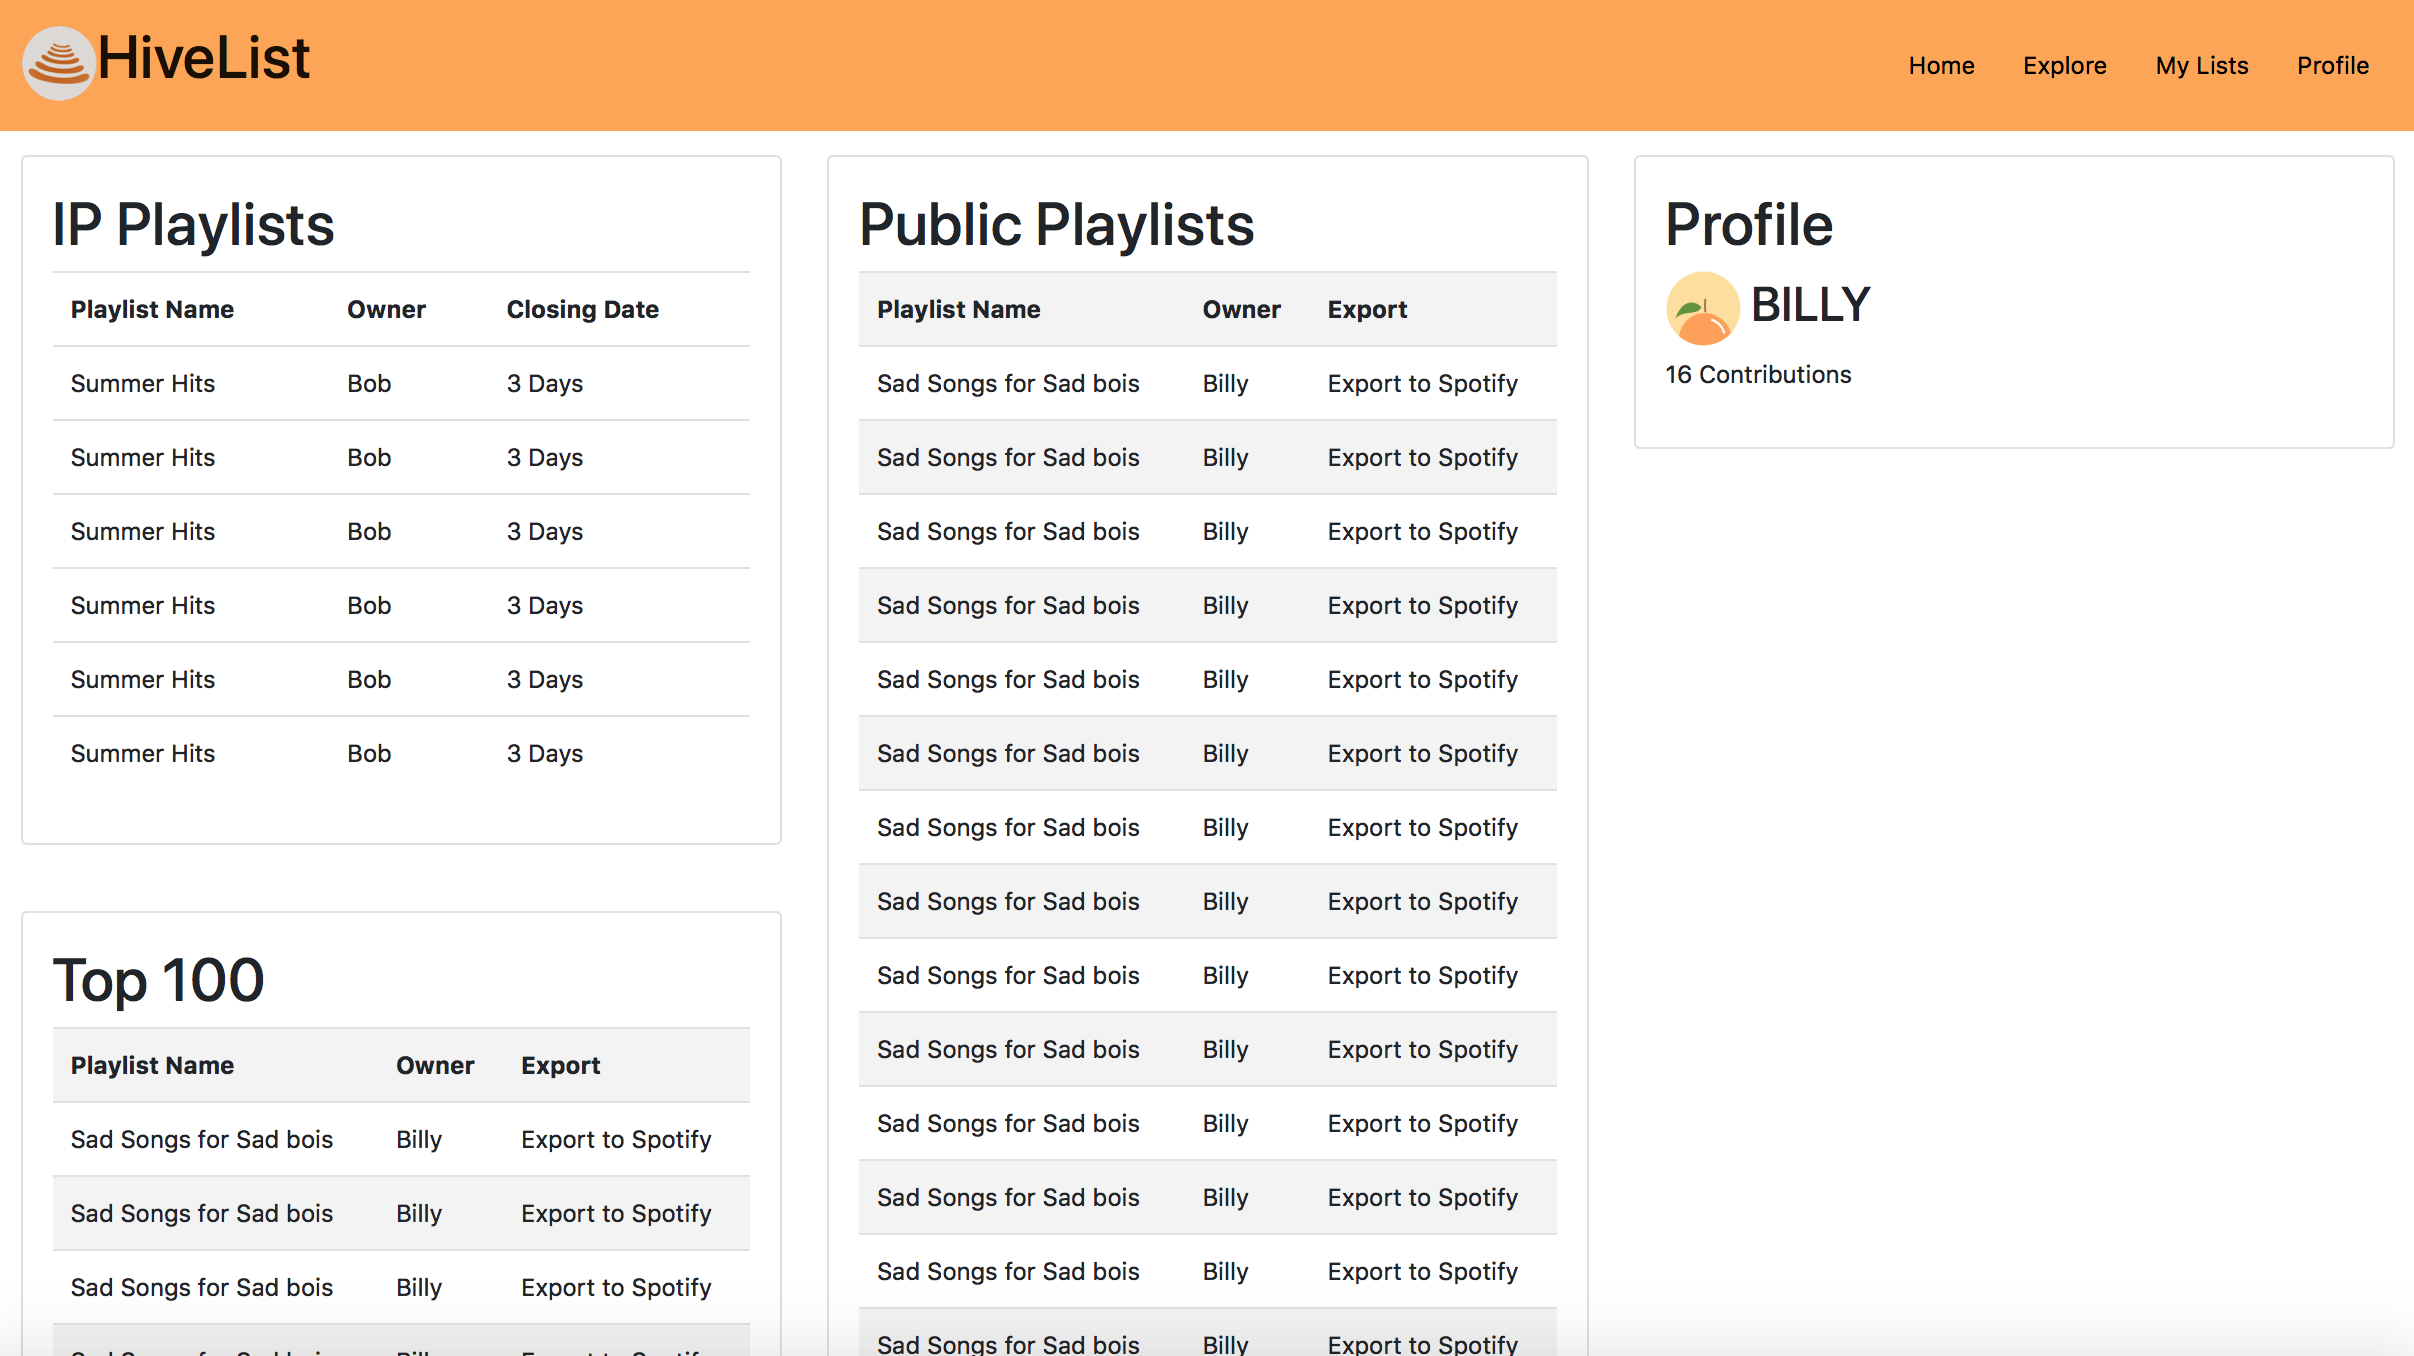 HiveList
Home Explore My Lists Profile
IP Playlists
Playlist Name Owner Closing Date
Summer Hits Bob 3 Days
Summer Hits Bob 3 Days
Summer Hits Bob 3 Days
Summer Hits Bob 3 Days
Summer Hits Bob 3 Days
Summer Hits Bob 3 Days
Top 100
Playlist Name Owner Export
Sad Songs for Sad bois Billy Export to Spotify
Sad Songs for Sad bois Billy Export to Spotify
Sad Songs for Sad bois Billy Export to Spotify
Public Playlists
Playlist Name Owner Export
Sad Songs for Sad bois Billy Export to Spotify
Sad Songs for Sad bois Billy Export to Spotify
Sad Songs for Sad bois Billy Export to Spotify
Sad Songs for Sad bois Billy Export to Spotify
Sad Songs for Sad bois Billy Export to Spotify
Sad Songs for Sad bois Billy Export to Spotify
Sad Songs for Sad bois Billy Export to Spotify
Sad Songs for Sad bois Billy Export to Spotify
Sad Songs for Sad bois Billy Export to Spotify
Sad Songs for Sad bois Billy Export to Spotify
Sad Songs for Sad bois Billy Export to Spotify
Sad Songs for Sad bois Billy Export to Spotify
Sad Songs for Sad bois Billy Export to Spotify
Sad Songs for Sad bois Billy Export to Spotify
Profile
BILLY
16 Contributions